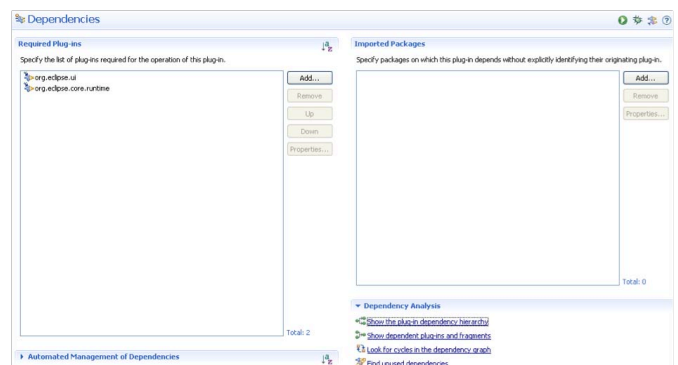 Dependencies
Required Plug-ins
Specify the list of plug-ins required for the operation of this plug-in.
org.eclipse.ui
org.eclipse.core.runtime
Add...
Remove
Up
Down
Properties...
Total: 2
Automated Management of Dependencies
Imported Packages
Specify packages on which this plug-in depends without explicitly identifying their originating plug-in.
Add...
Remove
Properties...
Total: 0
Dependency Analysis
Show the plug-in dependency hierarchy
Show dependent plug-ins and fragments
Look for cycles in the dependency graph
Find unused dependencies